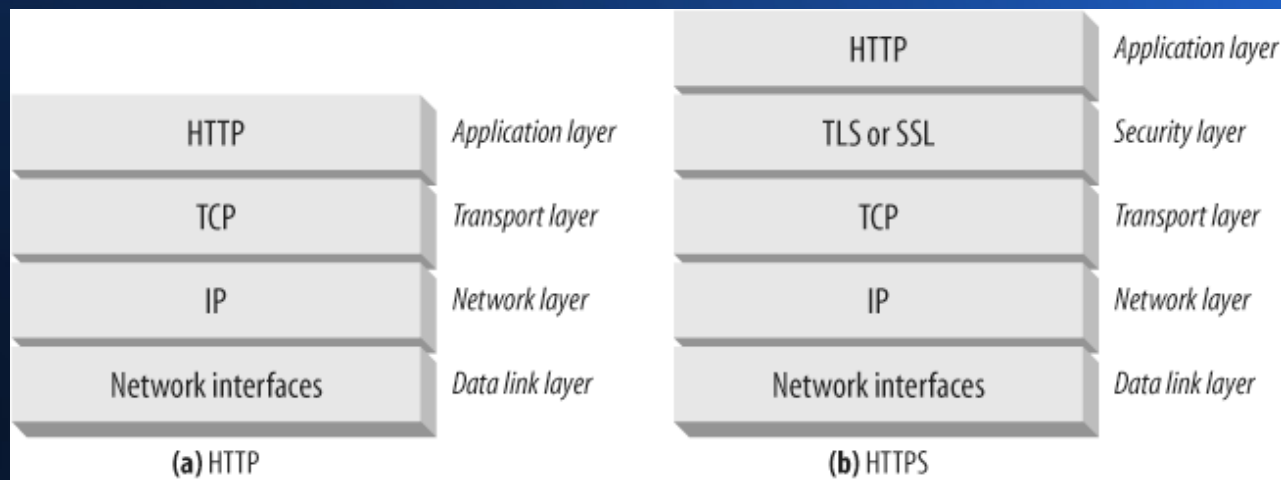 HTTP Application layer
TCP Transport layer
IP Network layer
Network interfaces Data link layer
(a) HTTP
HTTP Application layer
TLS or SSL Security layer
TCP Transport layer
IP Network layer
Network interfaces Data link layer
(b) HTTPS